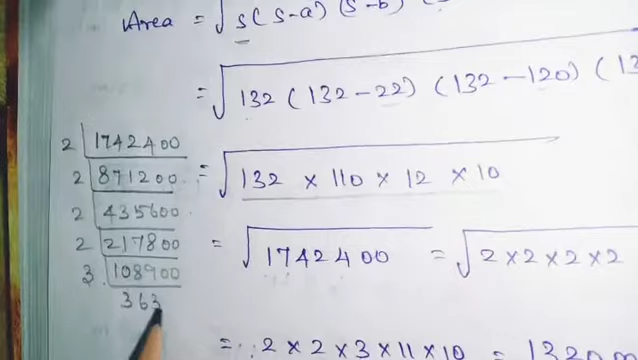 Area = √s(s-a) (s-b)
= √132 (132-22) (132-120) (13
2 | 1742400
2 | 871200 = √132 × 110 × 12 × 10
2 | 435600
2 | 217800 = √1742400 = √2×2×2×2
3 | 108900
363
= 2 × 2 × 3 × 11 × 10 = 1320